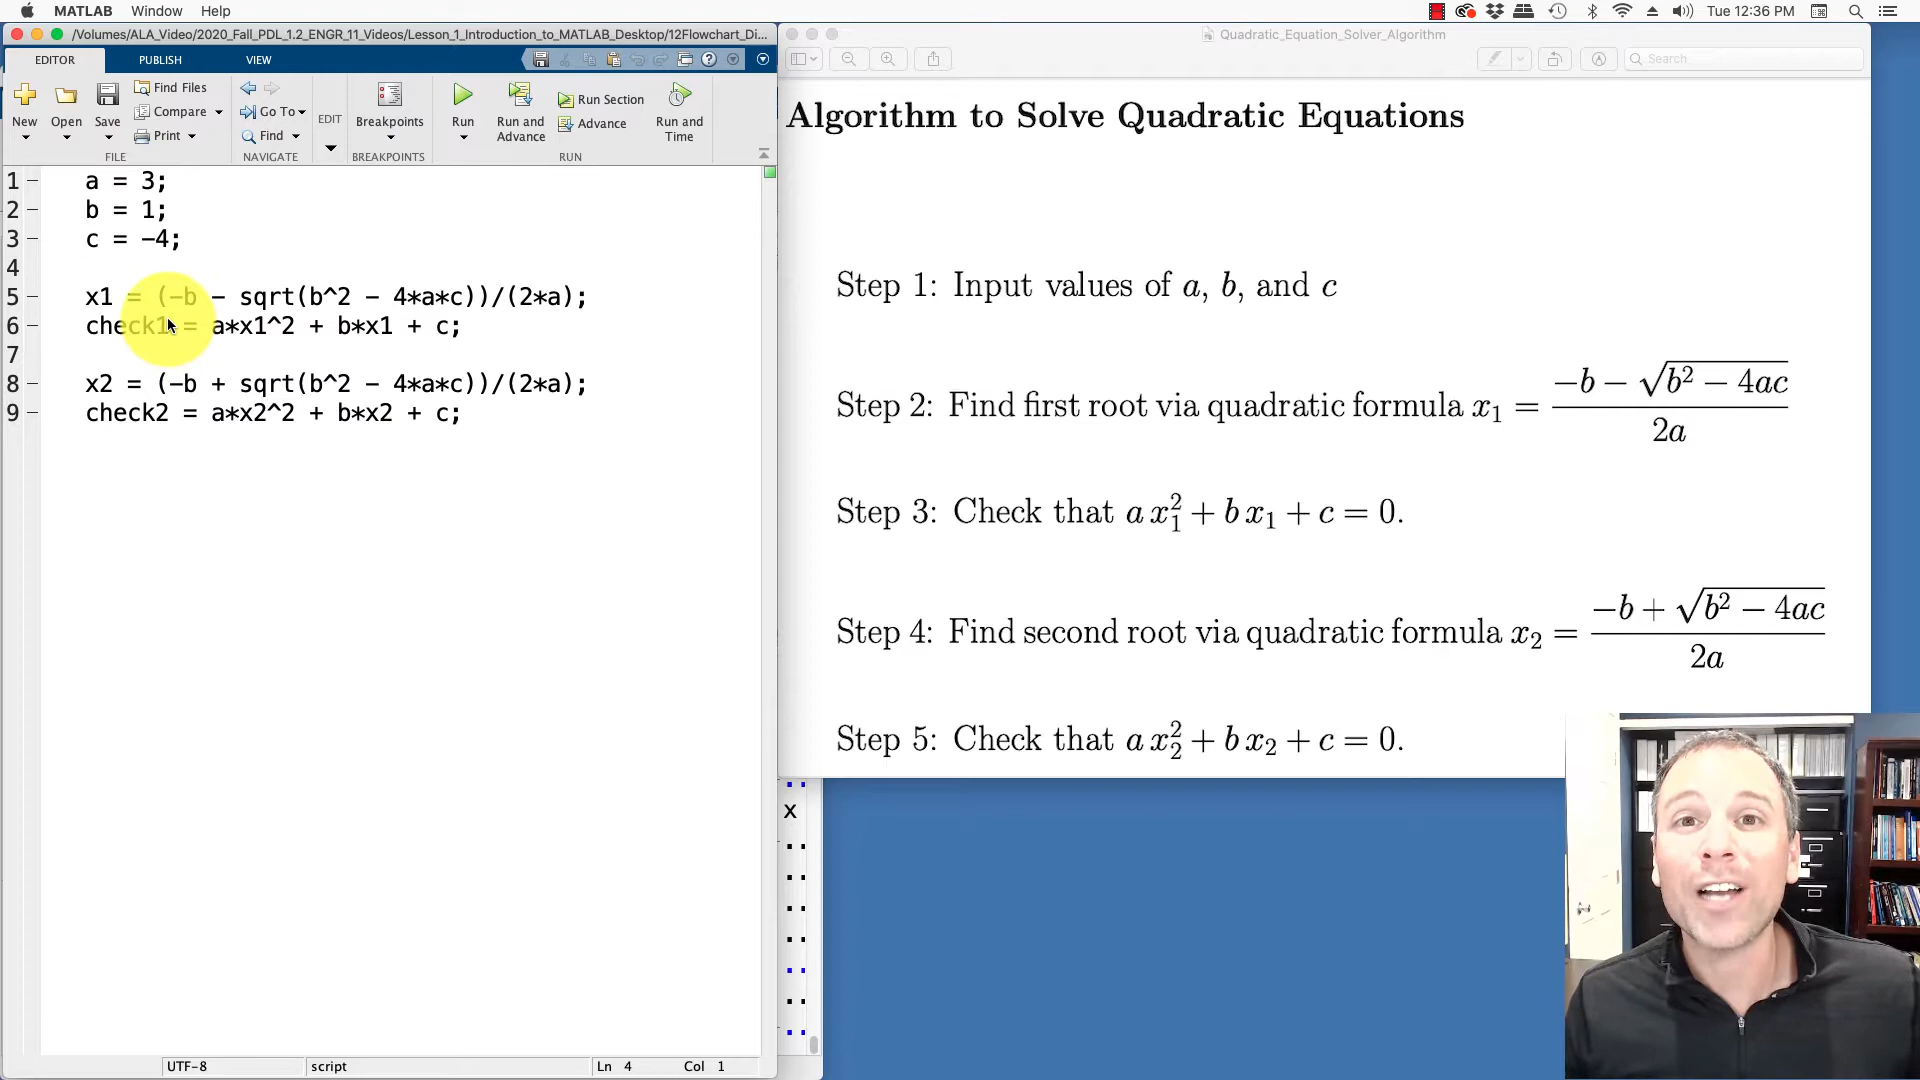 MATLAB Window Help
Tue 12:36 PM
/Volumes/ALA_Video/2020_Fall_PDL_1.2_ENGR_11_Videos/Lesson_1_Introduction_to_MATLAB_Desktop/12Flowchart_Di...
EDITOR PUBLISH VIEW
New Open Save
Find Files
Compare
Print
Go To
Find
EDIT
Breakpoints
Run
Run and Advance
Run Section
Advance
Run and Time
FILE NAVIGATE BREAKPOINTS RUN
1 – a = 3;
2 – b = 1;
3 – c = -4;
4
5 – x1 = (-b - sqrt(b^2 - 4*a*c))/(2*a);
6 – check1 = a*x1^2 + b*x1 + c;
7
8 – x2 = (-b + sqrt(b^2 - 4*a*c))/(2*a);
9 – check2 = a*x2^2 + b*x2 + c;
UTF-8 script Ln 4 Col 1
Quadratic_Equation_Solver_Algorithm
Search
Algorithm to Solve Quadratic Equations
Step 1: Input values of a, b, and c
Step 2: Find first root via quadratic formula x₁ = (−b − √(b² − 4ac)) / 2a
Step 3: Check that a x₁² + b x₁ + c = 0.
Step 4: Find second root via quadratic formula x₂ = (−b + √(b² − 4ac)) / 2a
Step 5: Check that a x₂² + b x₂ + c = 0.
x